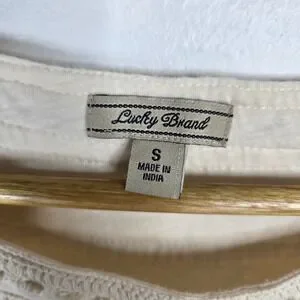 Lucky Brand
S
MADE IN
INDIA